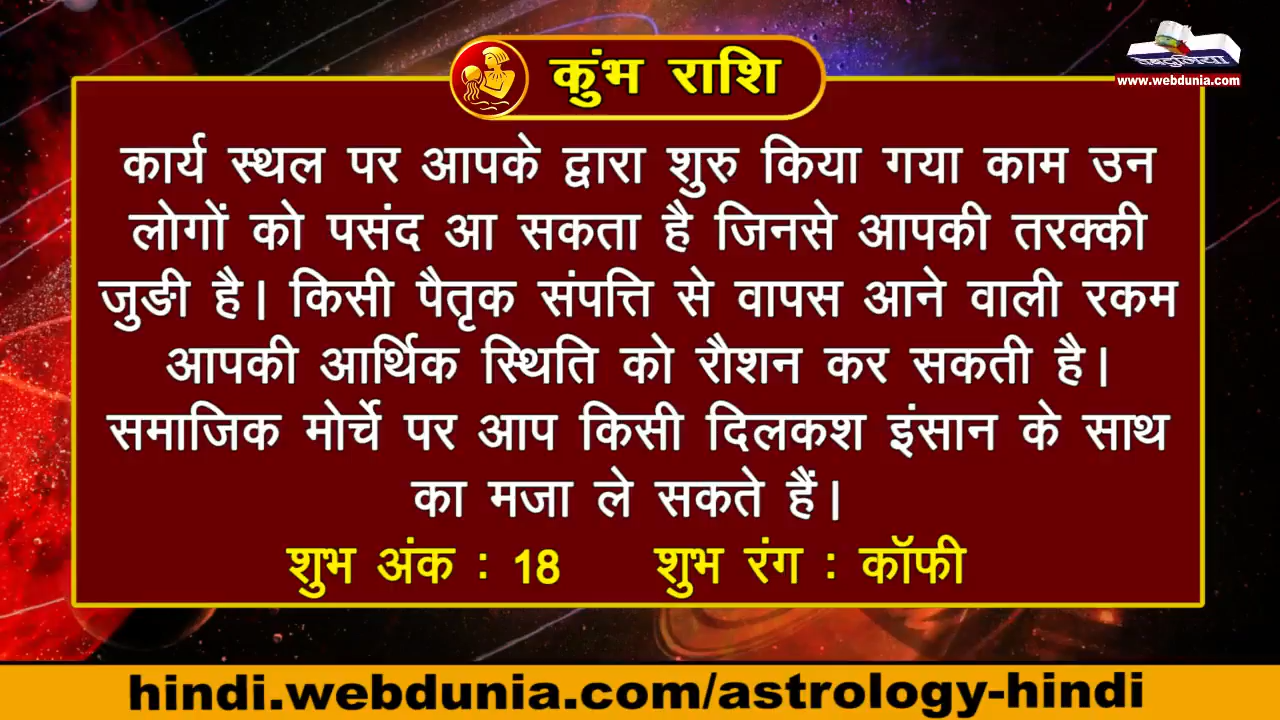 वेबदुनिया
www.webdunia.com
कुंभ राशि
कार्य स्थल पर आपके द्वारा शुरु किया गया काम उन
लोगों को पसंद आ सकता है जिनसे आपकी तरक्की
जुङी है। किसी पैतृक संपत्ति से वापस आने वाली रकम
आपकी आर्थिक स्थिति को रौशन कर सकती है।
समाजिक मोर्चे पर आप किसी दिलकश इंसान के साथ
का मजा ले सकते हैं।
शुभ अंक : 18 शुभ रंग : कॉफी
hindi.webdunia.com/astrology-hindi